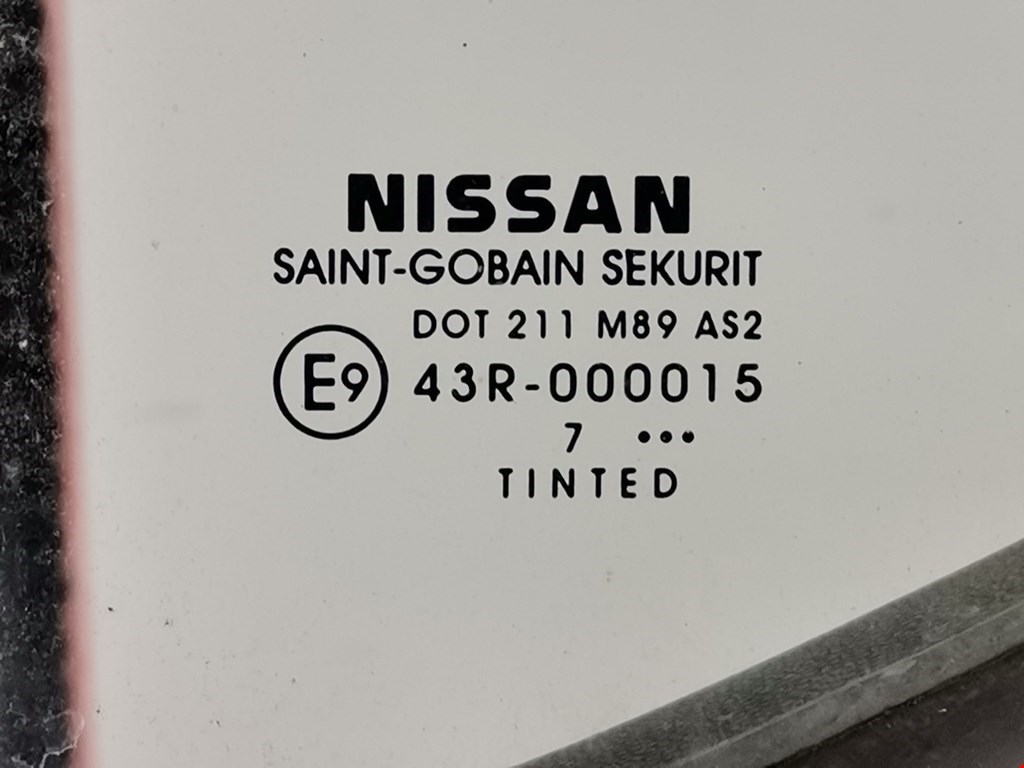 NISSAN
SAINT-GOBAIN SEKURIT
DOT 211 M89 AS2
E9 43R-000015
7 •••
TINTED